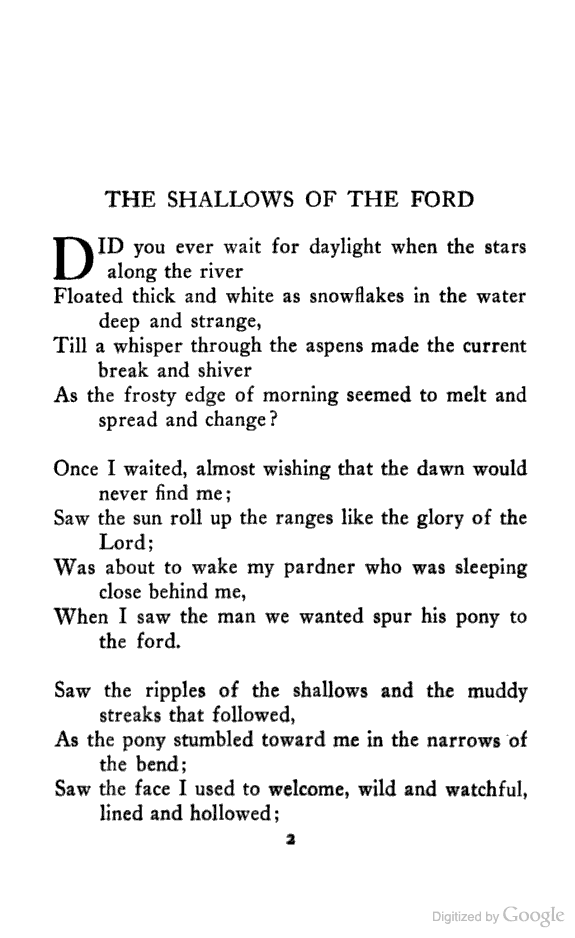 THE SHALLOWS OF THE FORD
DID you ever wait for daylight when the stars
along the river
Floated thick and white as snowflakes in the water
deep and strange,
Till a whisper through the aspens made the current
break and shiver
As the frosty edge of morning seemed to melt and
spread and change?
Once I waited, almost wishing that the dawn would
never find me;
Saw the sun roll up the ranges like the glory of the
Lord;
Was about to wake my pardner who was sleeping
close behind me,
When I saw the man we wanted spur his pony to
the ford.
Saw the ripples of the shallows and the muddy
streaks that followed,
As the pony stumbled toward me in the narrows of
the bend;
Saw the face I used to welcome, wild and watchful,
lined and hollowed;
2
Digitized by Google